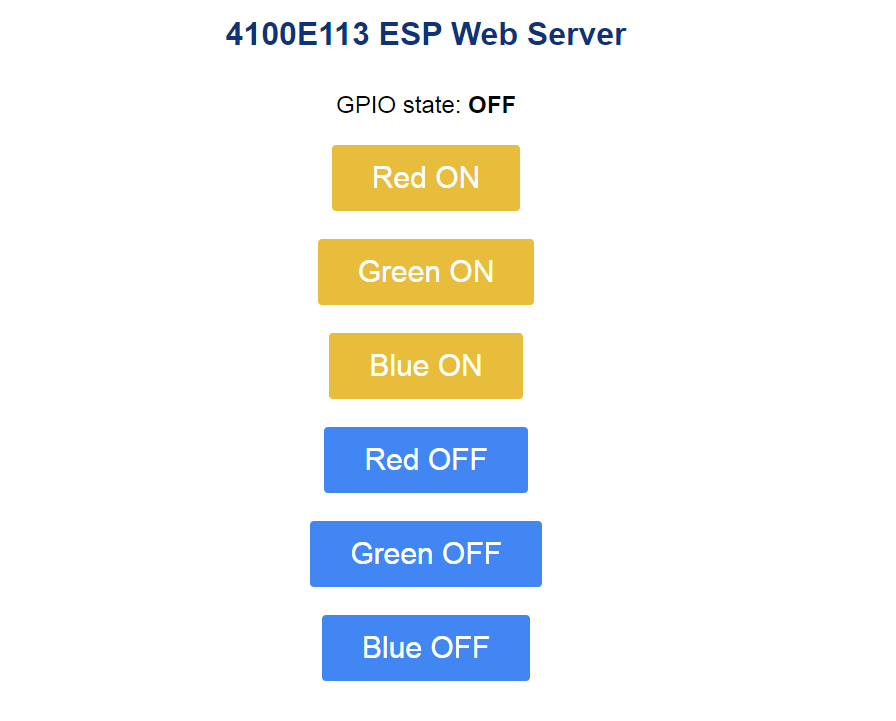 4100E113 ESP Web Server
GPIO state: OFF
Red ON
Green ON
Blue ON
Red OFF
Green OFF
Blue OFF